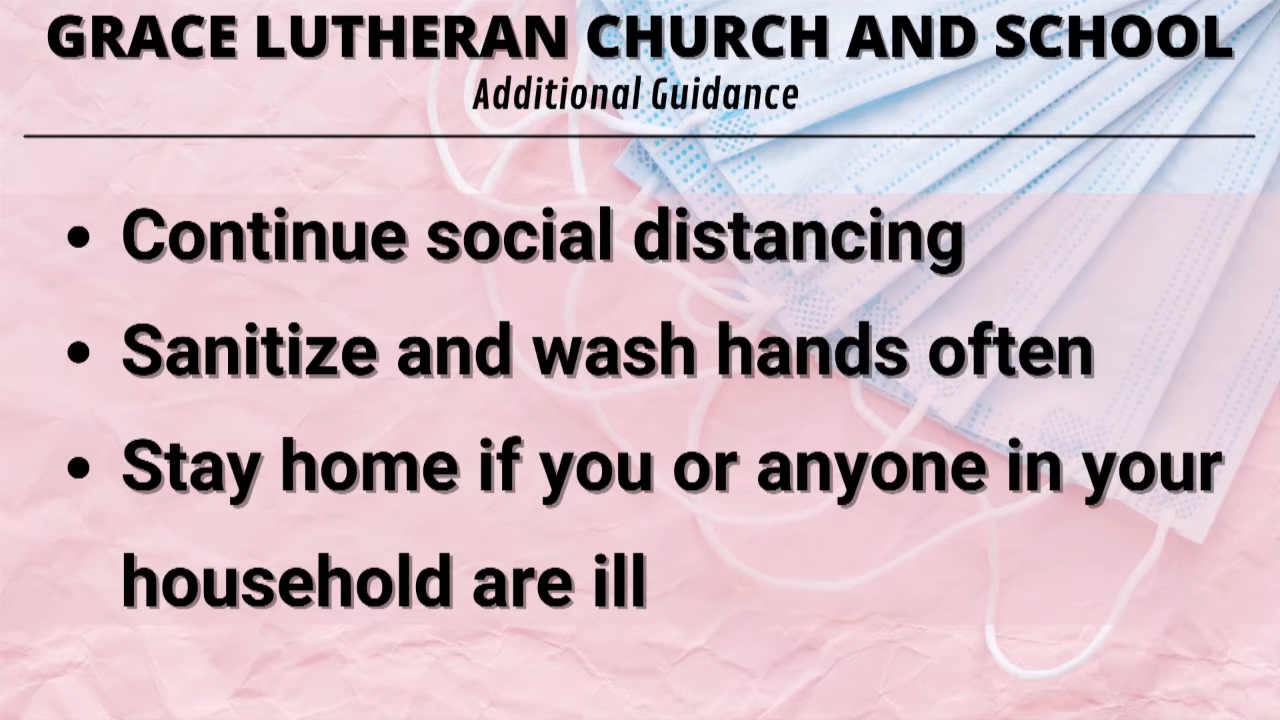 GRACE LUTHERAN CHURCH AND SCHOOL
Additional Guidance
• Continue social distancing
• Sanitize and wash hands often
• Stay home if you or anyone in your
household are ill